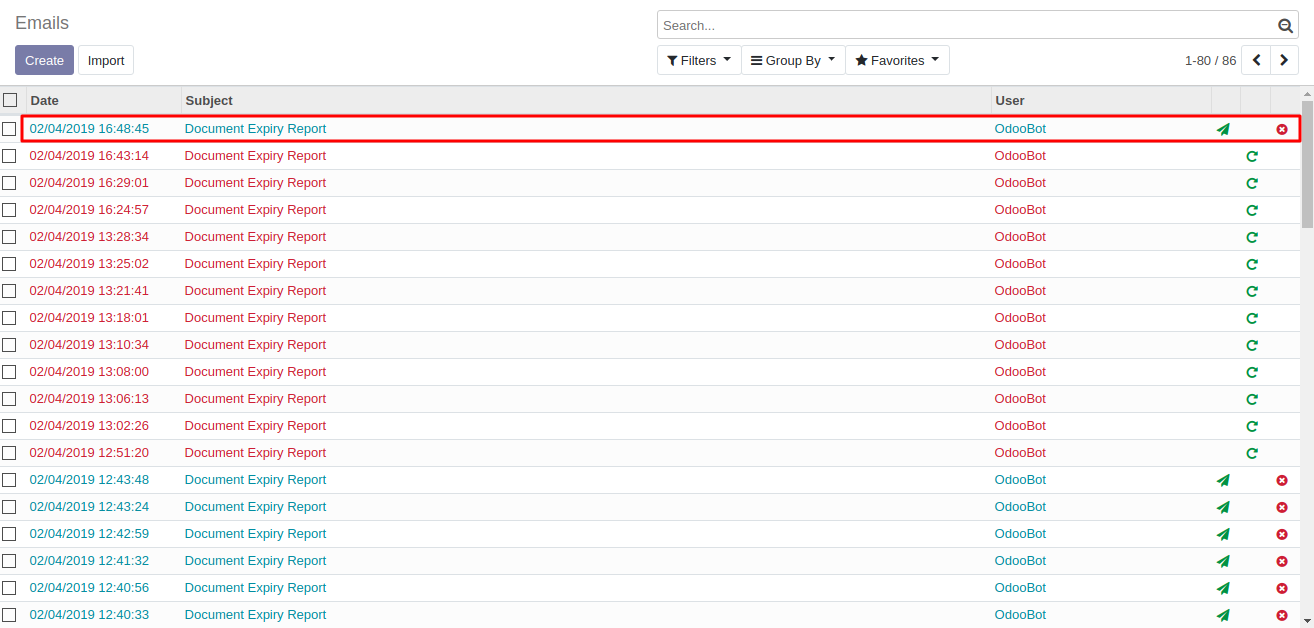 Emails
Search...
Create Import
Filters Group By Favorites 1-80 / 86
Date Subject User
02/04/2019 16:48:45 Document Expiry Report OdooBot
02/04/2019 16:43:14 Document Expiry Report OdooBot
02/04/2019 16:29:01 Document Expiry Report OdooBot
02/04/2019 16:24:57 Document Expiry Report OdooBot
02/04/2019 13:28:34 Document Expiry Report OdooBot
02/04/2019 13:25:02 Document Expiry Report OdooBot
02/04/2019 13:21:41 Document Expiry Report OdooBot
02/04/2019 13:18:01 Document Expiry Report OdooBot
02/04/2019 13:10:34 Document Expiry Report OdooBot
02/04/2019 13:08:00 Document Expiry Report OdooBot
02/04/2019 13:06:13 Document Expiry Report OdooBot
02/04/2019 13:02:26 Document Expiry Report OdooBot
02/04/2019 12:51:20 Document Expiry Report OdooBot
02/04/2019 12:43:48 Document Expiry Report OdooBot
02/04/2019 12:43:24 Document Expiry Report OdooBot
02/04/2019 12:42:59 Document Expiry Report OdooBot
02/04/2019 12:41:32 Document Expiry Report OdooBot
02/04/2019 12:40:56 Document Expiry Report OdooBot
02/04/2019 12:40:33 Document Expiry Report OdooBot